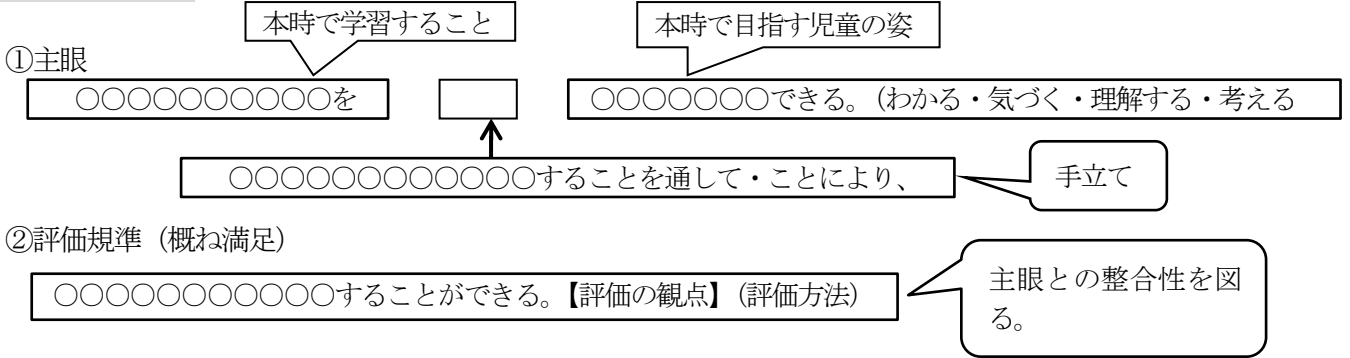 本時で学習すること
本時で目指す児童の姿
①主眼
○○○○○○○○○○を
○○○○○○○できる。(わかる・気づく・理解する・考える
○○○○○○○○○○○○することを通して・ことにより、
手立て
②評価規準（概ね満足）
○○○○○○○○○○○することができる。【評価の観点】（評価方法）
主眼との整合性を図
る。